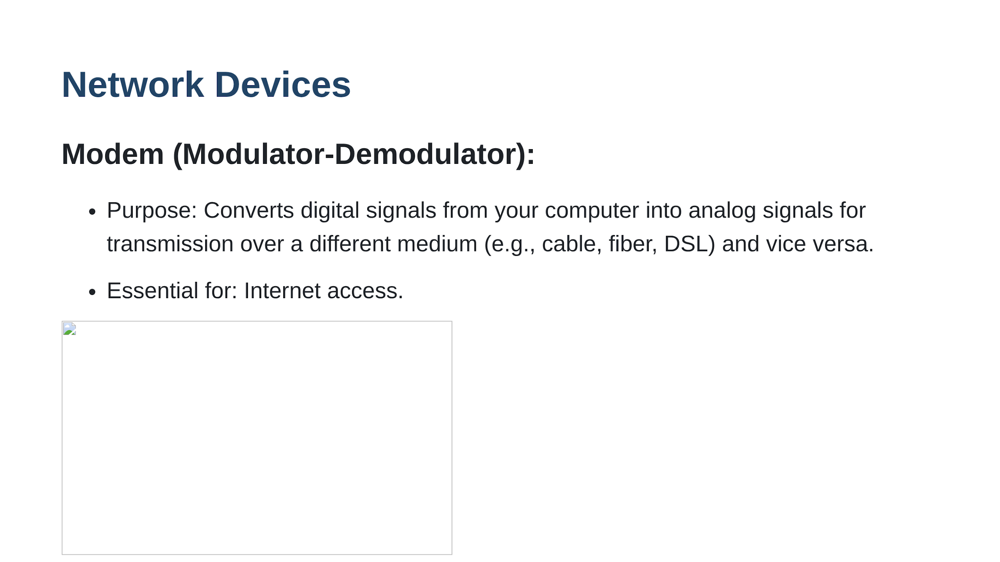 Network Devices
Modem (Modulator-Demodulator):
• Purpose: Converts digital signals from your computer into analog signals for
transmission over a different medium (e.g., cable, fiber, DSL) and vice versa.
• Essential for: Internet access.